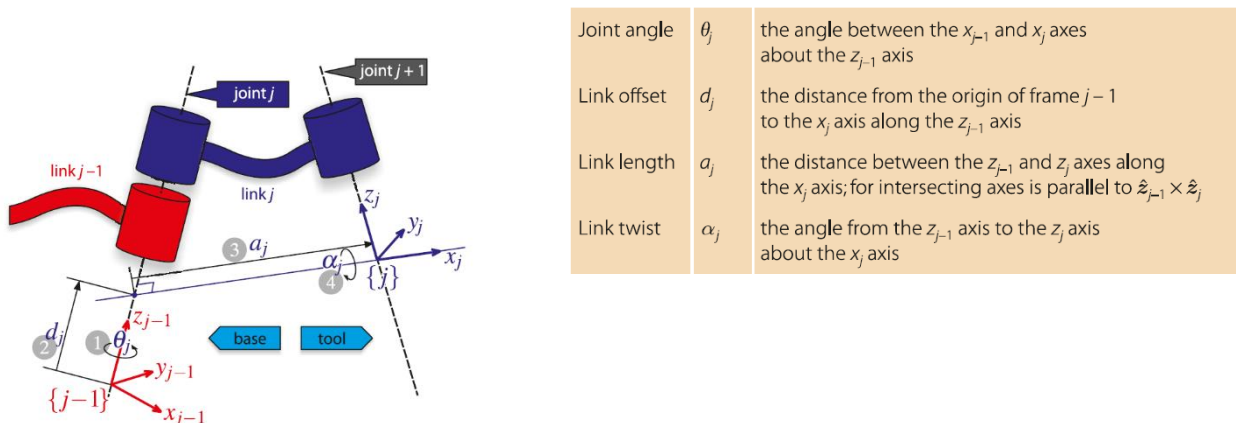 joint j + 1
joint j
link j−1
link j
z_j
y_j
3 a_j
x_j
α_j
4
{j}
z_{j−1}
d_j
2
1 θ_j
base
tool
y_{j−1}
{j−1}
x_{j−1}
Joint angle θ_j the angle between the x_{j−1} and x_j axes
about the z_{j−1} axis
Link offset d_j the distance from the origin of frame j − 1
to the x_j axis along the z_{j−1} axis
Link length a_j the distance between the z_{j−1} and z_j axes along
the x_j axis; for intersecting axes is parallel to ẑ_{j−1} × ẑ_j
Link twist α_j the angle from the z_{j−1} axis to the z_j axis
about the x_j axis